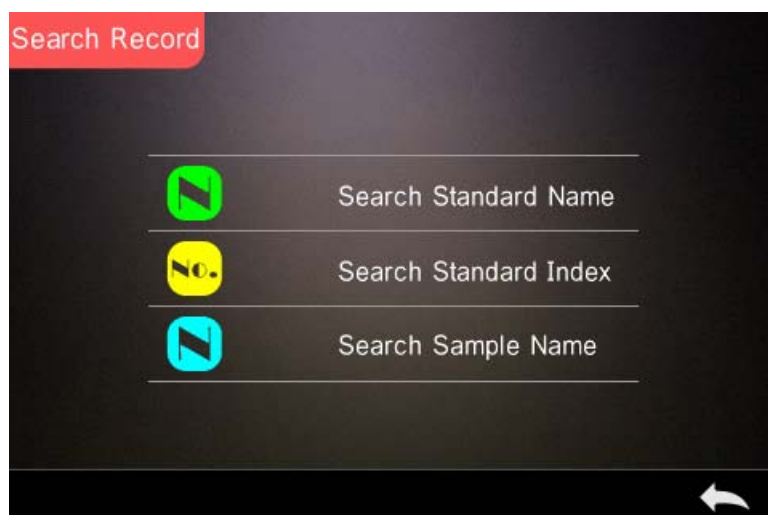 Search Record
N
Search Standard Name
No.
Search Standard Index
N
Search Sample Name